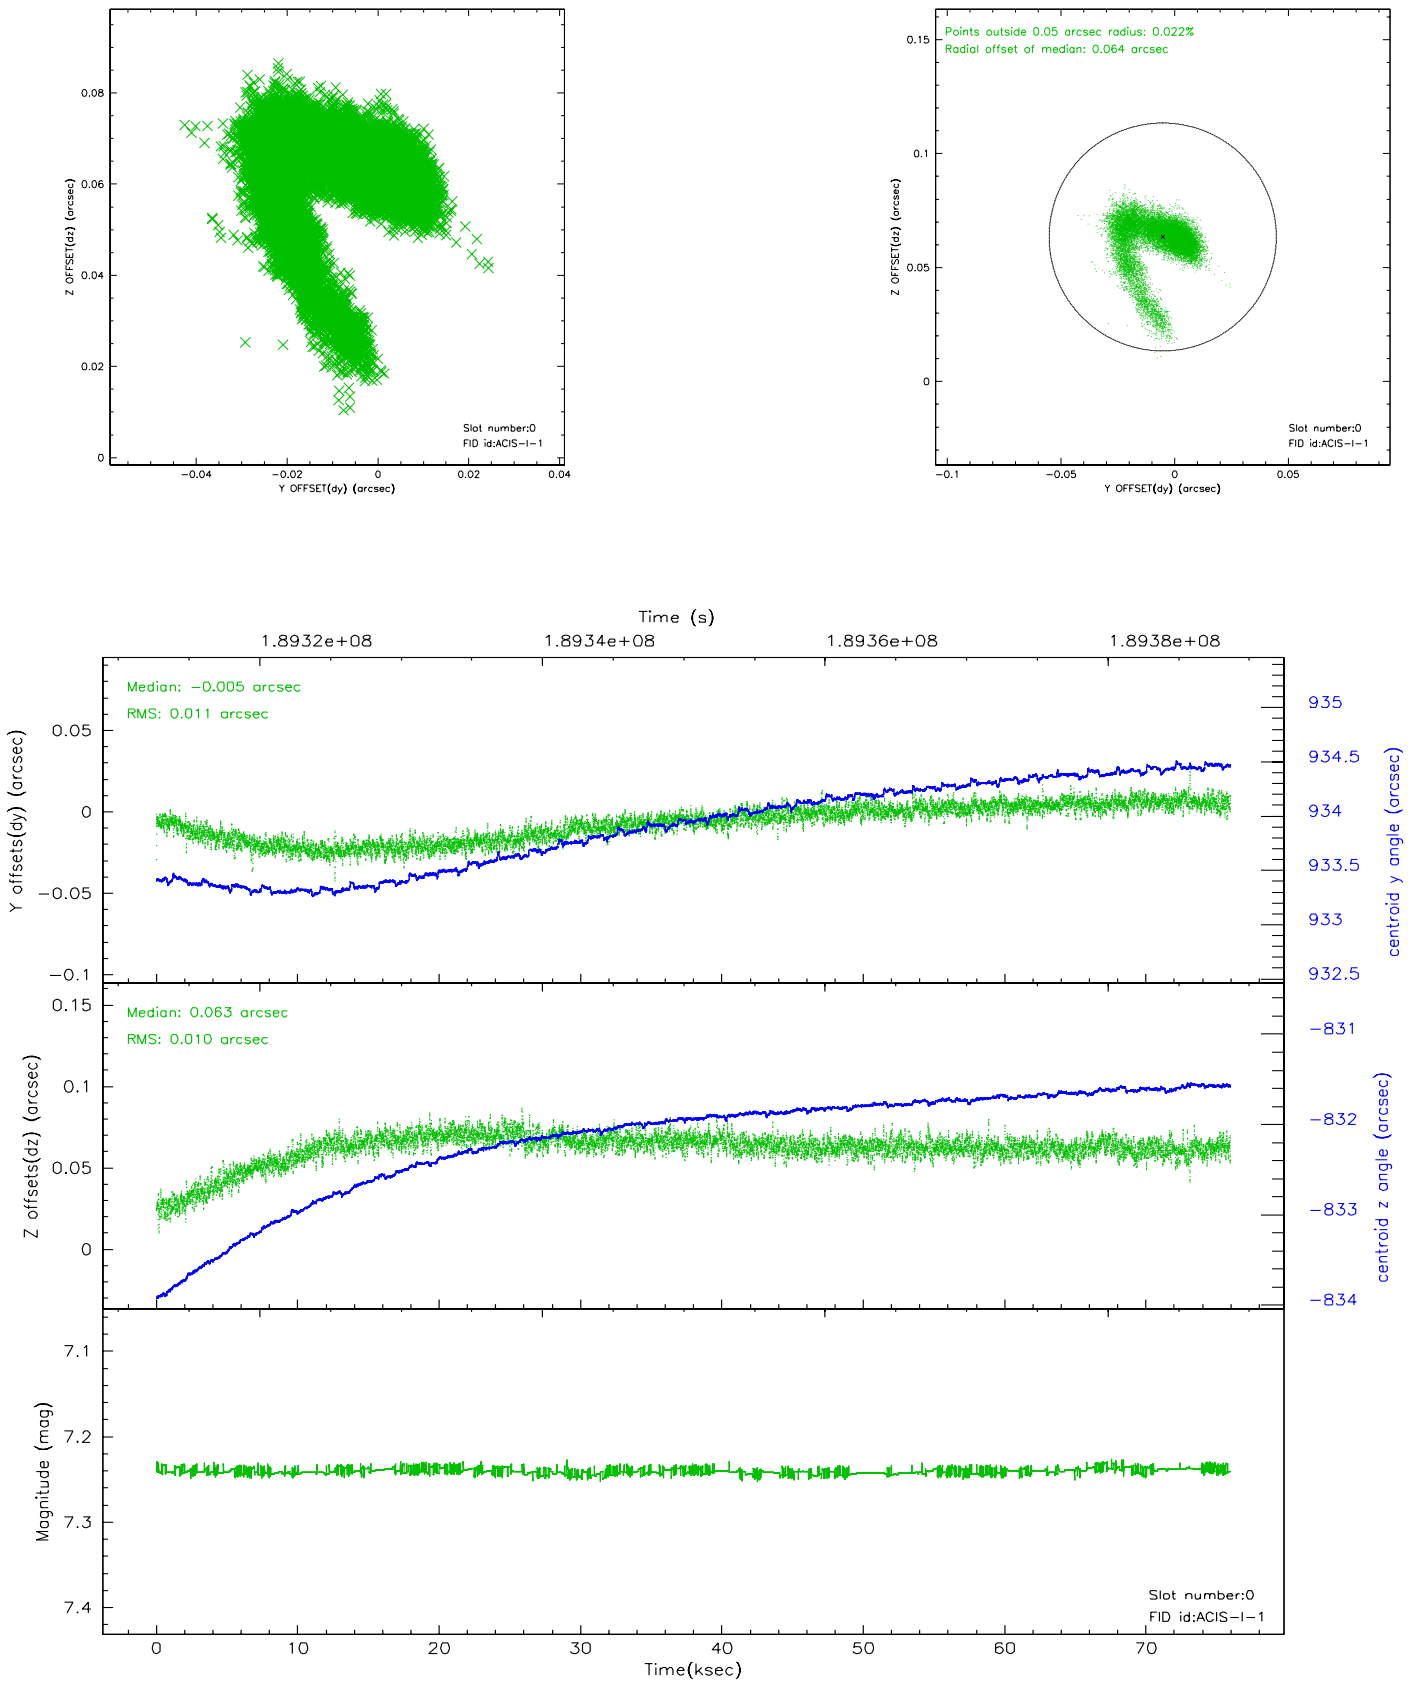 0.08
0.06
0.04
0.02
0
Z OFFSET(dz) (arcsec)
Slot number:0
FID id:ACIS-I-1
-0.04 -0.02 0 0.02 0.04
Y OFFSET(dy) (arcsec)
Points outside 0.05 arcsec radius: 0.022%
Radial offset of median: 0.064 arcsec
0.15
0.1
0.05
0
Z OFFSET(dz) (arcsec)
Slot number:0
FID id:ACIS-I-1
-0.1 -0.05 0 0.05
Y OFFSET(dy) (arcsec)
Time (s)
1.8932e+08 1.8934e+08 1.8936e+08 1.8938e+08
Median: -0.005 arcsec
RMS: 0.011 arcsec
0.05
0
-0.05
-0.1
Y offsets(dy) (arcsec)
935
934.5
934
933.5
933
932.5
centroid y angle (arcsec)
Median: 0.063 arcsec
RMS: 0.010 arcsec
0.15
0.1
0.05
0
Z offsets(dz) (arcsec)
-831
-832
-833
-834
centroid z angle (arcsec)
7.1
7.2
7.3
7.4
Magnitude (mag)
Slot number:0
FID id:ACIS-I-1
0 10 20 30 40 50 60 70
Time(ksec)